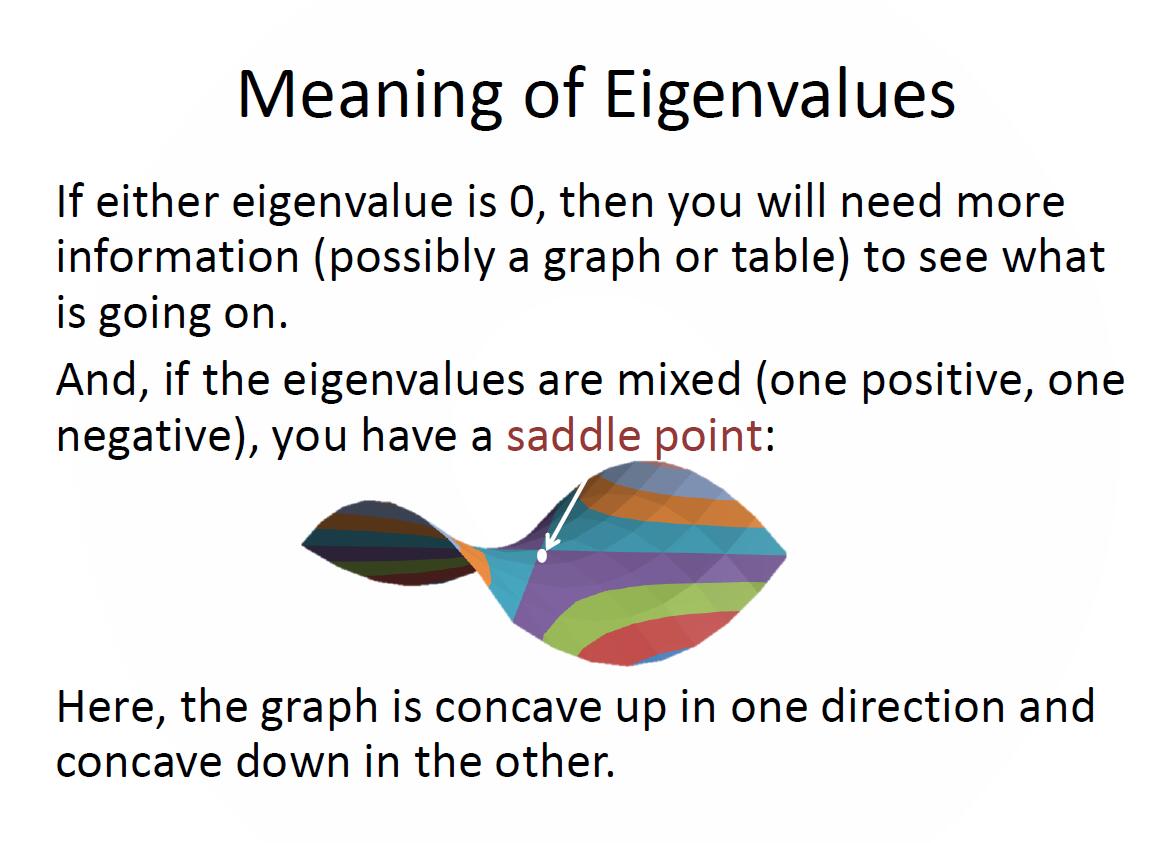 Meaning of Eigenvalues
If either eigenvalue is 0, then you will need more
information (possibly a graph or table) to see what
is going on.
And, if the eigenvalues are mixed (one positive, one
negative), you have a saddle point:
Here, the graph is concave up in one direction and
concave down in the other.